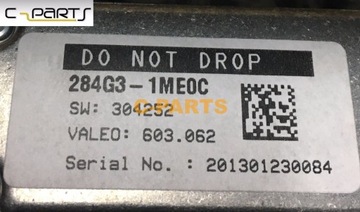 C-PARTS
DO NOT DROP
284G3-1ME0C
C-PARTS
SW: 304252
VALEO: 603.062
Serial No. : 201301230084